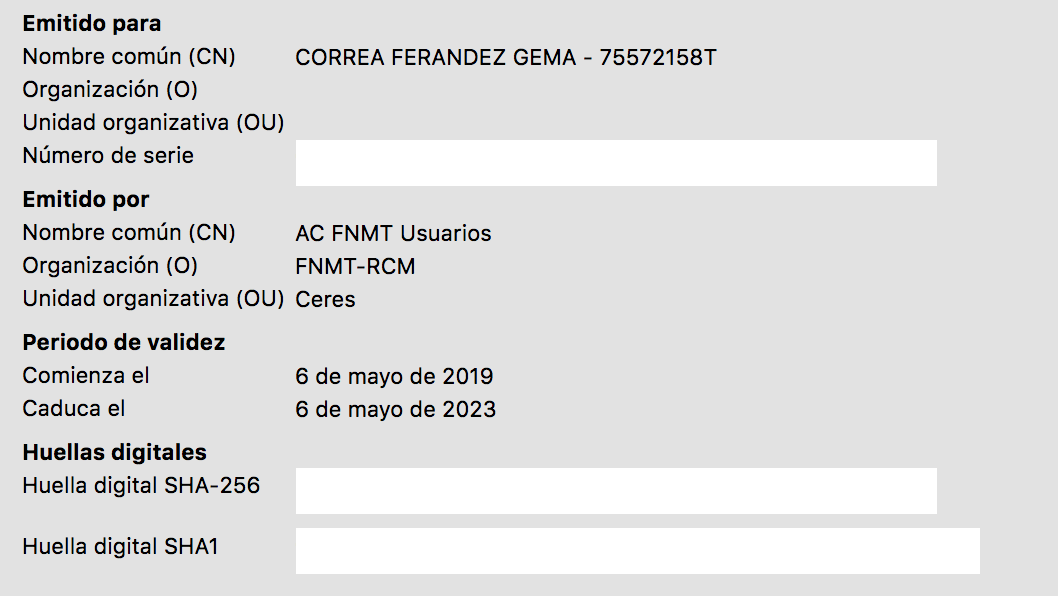 Emitido para
Nombre común (CN) CORREA FERANDEZ GEMA - 75572158T
Organización (O)
Unidad organizativa (OU)
Número de serie
Emitido por
Nombre común (CN) AC FNMT Usuarios
Organización (O) FNMT-RCM
Unidad organizativa (OU) Ceres
Periodo de validez
Comienza el 6 de mayo de 2019
Caduca el 6 de mayo de 2023
Huellas digitales
Huella digital SHA-256
Huella digital SHA1